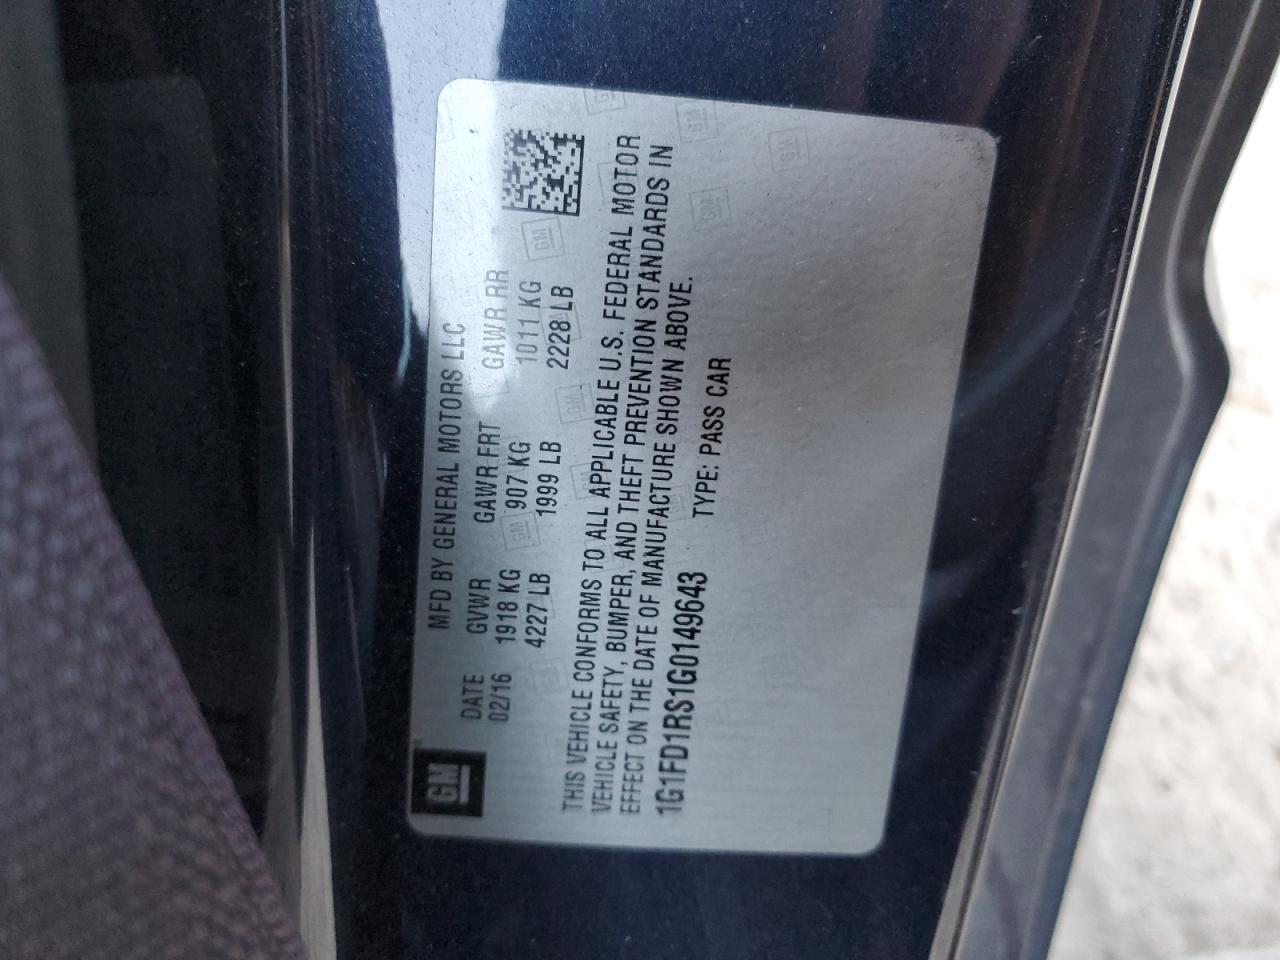 GM
MFD BY GENERAL MOTORS LLC
DATE GVWR GAWR FRT GAWR RR
02/16 1918 KG 907 KG 1011 KG
4227 LB 1999 LB 2228 LB
THIS VEHICLE CONFORMS TO ALL APPLICABLE U.S. FEDERAL MOTOR
VEHICLE SAFETY, BUMPER, AND THEFT PREVENTION STANDARDS IN
EFFECT ON THE DATE OF MANUFACTURE SHOWN ABOVE.
1G1FD1RS1G0149643 TYPE: PASS CAR